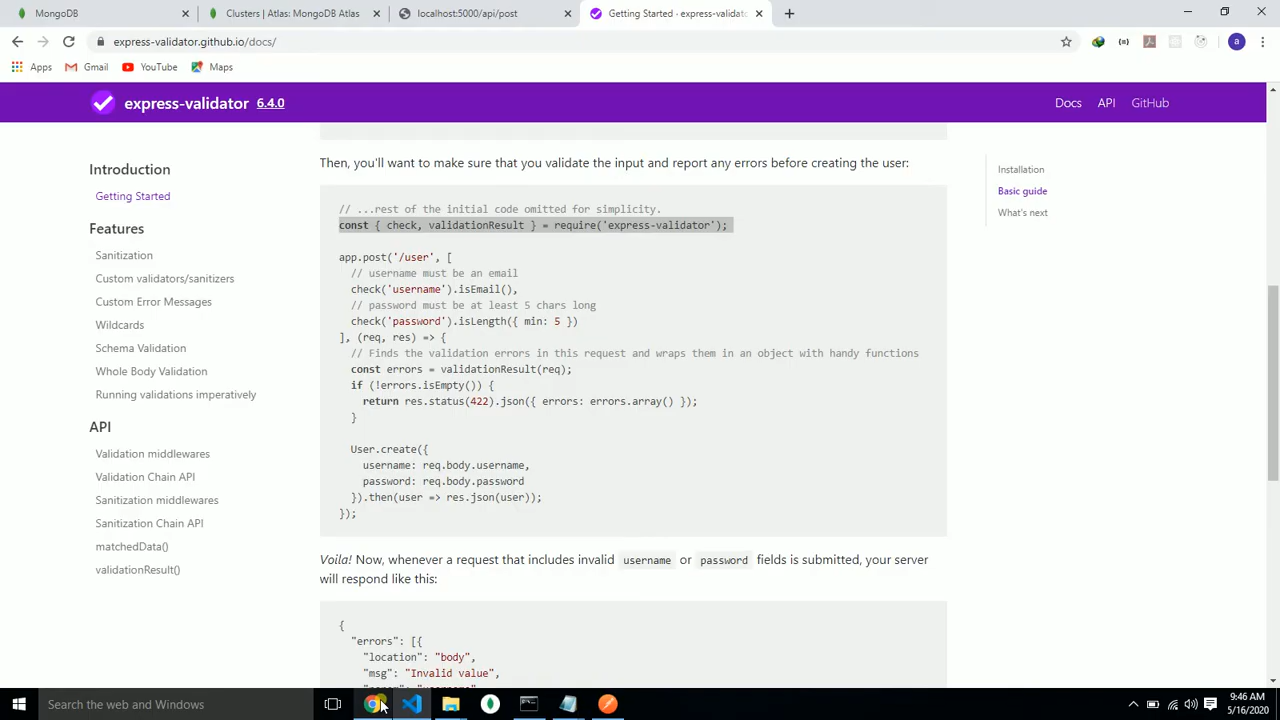 MongoDB
Clusters | Atlas: MongoDB Atlas
localhost:5000/api/post
Getting Started - express-validato
express-validator.github.io/docs/
a
Apps
Gmail
YouTube
Maps
express-validator 6.4.0
Docs
API
GitHub
Introduction
Getting Started
Features
Sanitization
Custom validators/sanitizers
Custom Error Messages
Wildcards
Schema Validation
Whole Body Validation
Running validations imperatively
API
Validation middlewares
Validation Chain API
Sanitization middlewares
Sanitization Chain API
matchedData()
validationResult()
Then, you'll want to make sure that you validate the input and report any errors before creating the user:
// ...rest of the initial code omitted for simplicity.
const { check, validationResult } = require('express-validator');
app.post('/user', [
// username must be an email
check('username').isEmail(),
// password must be at least 5 chars long
check('password').isLength({ min: 5 })
], (req, res) => {
// Finds the validation errors in this request and wraps them in an object with handy functions
const errors = validationResult(req);
if (!errors.isEmpty()) {
return res.status(422).json({ errors: errors.array() });
}
User.create({
username: req.body.username,
password: req.body.password
}).then(user => res.json(user));
});
Voila! Now, whenever a request that includes invalid username or password fields is submitted, your server
will respond like this:
{
"errors": [{
"location": "body",
"msg": "Invalid value",
Installation
Basic guide
What's next
Search the web and Windows
9:46 AM
5/16/2020